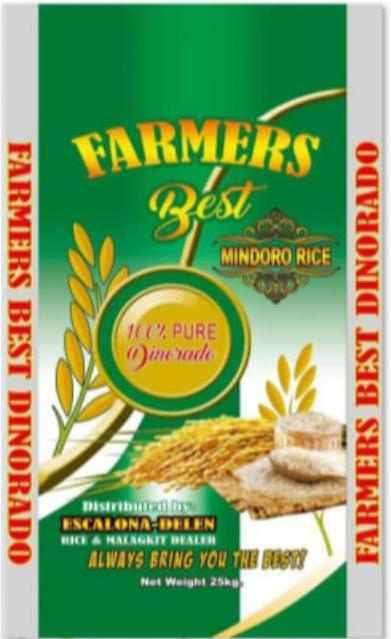 FARMERS
Best
MINDORO RICE
100% PURE
Dinorado
FARMERS BEST DINORADO
FARMERS BEST DINORADO
Distributed by:
ESCALONA-DELEN
RICE & MALAGKIT DEALER
ALWAYS BRING YOU THE BEST!
Net Weight 25kg.